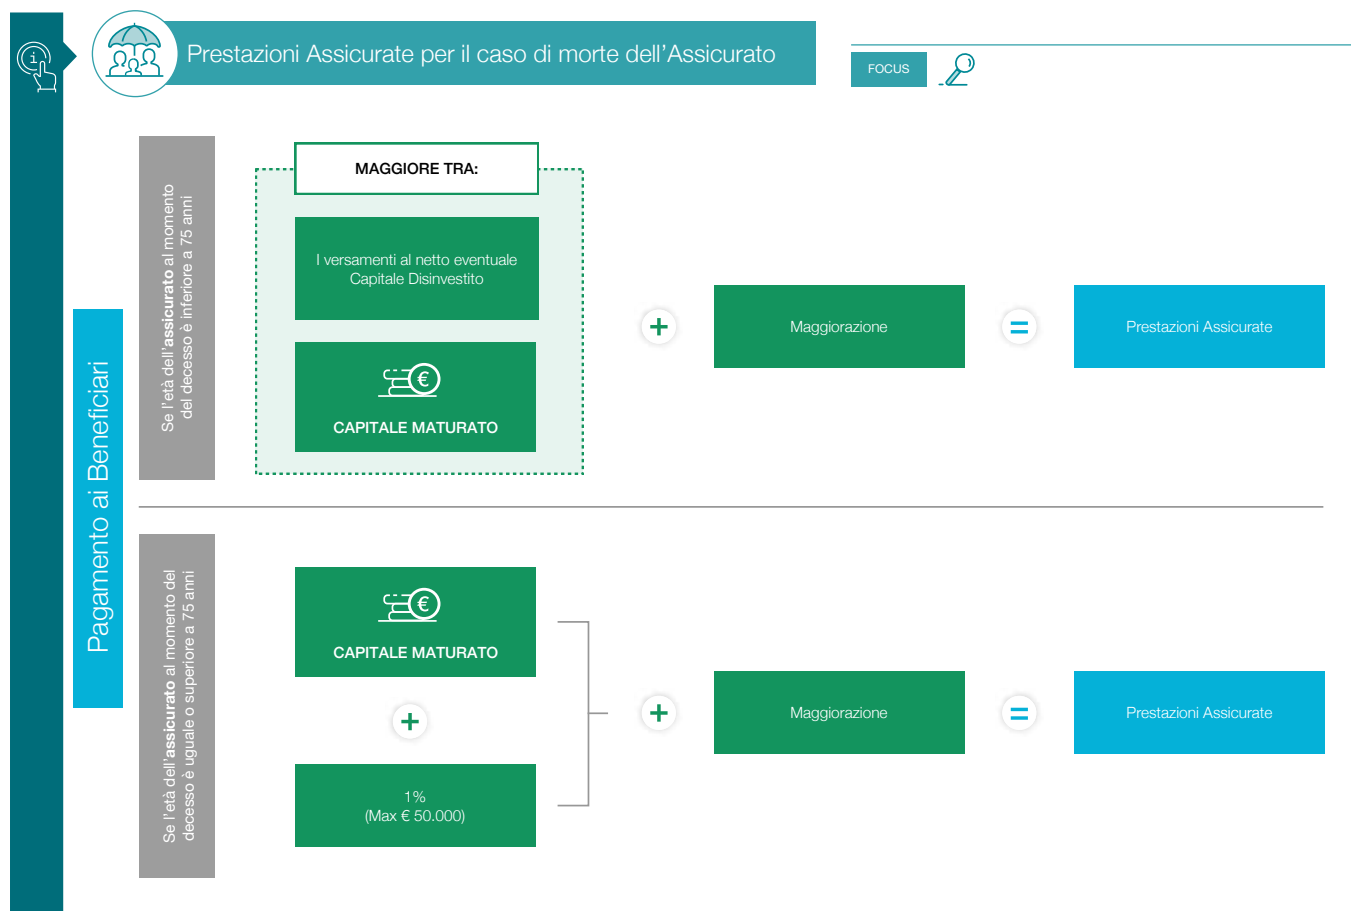 Prestazioni Assicurate per il caso di morte dell'Assicurato
FOCUS
Pagamento ai Beneficiari
Se l'età dell'assicurato al momento
del decesso è inferiore a 75 anni
MAGGIORE TRA:
I versamenti al netto eventuale
Capitale Disinvestito
€
CAPITALE MATURATO
+
Maggiorazione
=
Prestazioni Assicurate
Se l'età dell'assicurato al momento del
decesso è uguale o superiore a 75 anni
€
CAPITALE MATURATO
+
1%
(Max € 50.000)
+
Maggiorazione
=
Prestazioni Assicurate